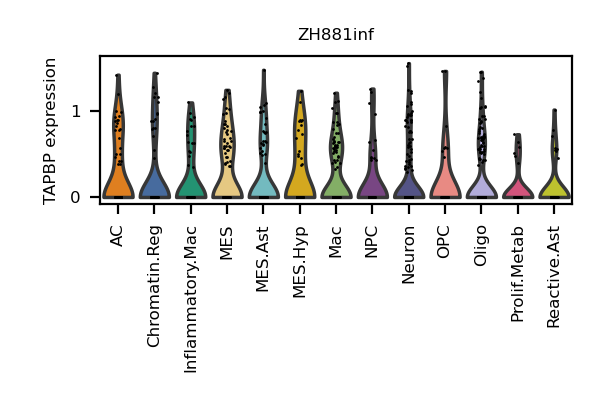 ZH881inf
TAPBP expression
1
0
AC
Chromatin.Reg
Inflammatory.Mac
MES
MES.Ast
MES.Hyp
Mac
NPC
Neuron
OPC
Oligo
Prolif.Metab
Reactive.Ast